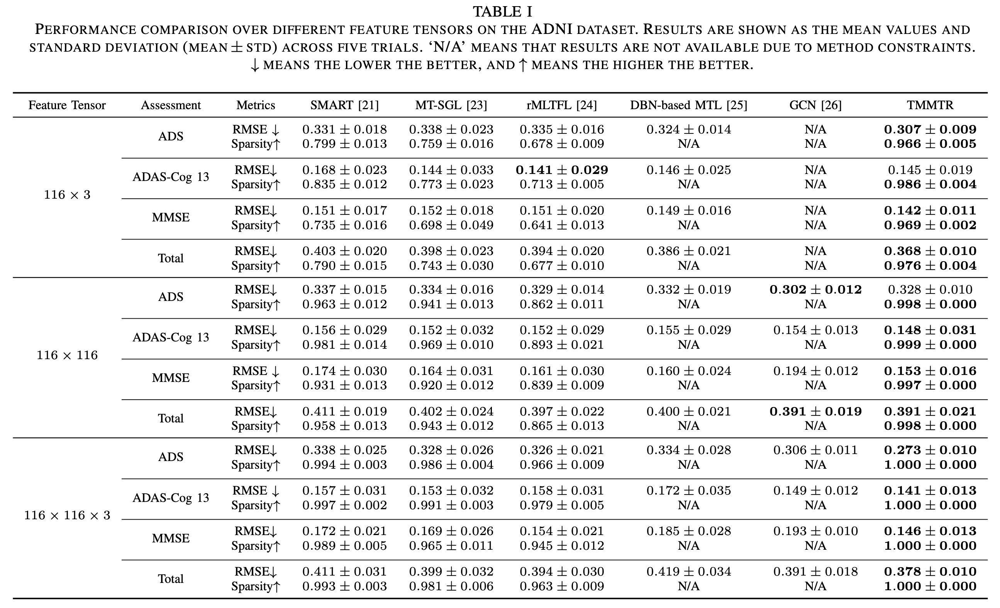 TABLE I
PERFORMANCE COMPARISON OVER DIFFERENT FEATURE TENSORS ON THE ADNI DATASET. RESULTS ARE SHOWN AS THE MEAN VALUES AND
STANDARD DEVIATION (MEAN ± STD) ACROSS FIVE TRIALS. ‘N/A’ MEANS THAT RESULTS ARE NOT AVAILABLE DUE TO METHOD CONSTRAINTS.
↓ MEANS THE LOWER THE BETTER, AND ↑ MEANS THE HIGHER THE BETTER.
Feature Tensor Assessment Metrics SMART [21] MT-SGL [23] rMLTFL [24] DBN-based MTL [25] GCN [26] TMMTR
116 × 3
ADS
RMSE ↓ 0.331 ± 0.018 0.338 ± 0.023 0.335 ± 0.016 0.324 ± 0.014 N/A 0.307 ± 0.009
Sparsity↑ 0.799 ± 0.013 0.759 ± 0.016 0.678 ± 0.009 N/A N/A 0.966 ± 0.005
ADAS-Cog 13
RMSE↓ 0.168 ± 0.023 0.144 ± 0.033 0.141 ± 0.029 0.146 ± 0.025 N/A 0.145 ± 0.019
Sparsity↑ 0.835 ± 0.012 0.773 ± 0.023 0.713 ± 0.005 N/A N/A 0.986 ± 0.004
MMSE
RMSE↓ 0.151 ± 0.017 0.152 ± 0.018 0.151 ± 0.020 0.149 ± 0.016 N/A 0.142 ± 0.011
Sparsity↑ 0.735 ± 0.016 0.698 ± 0.049 0.641 ± 0.013 N/A N/A 0.969 ± 0.002
Total
RMSE↓ 0.403 ± 0.020 0.398 ± 0.023 0.394 ± 0.020 0.386 ± 0.021 N/A 0.368 ± 0.010
Sparsity↑ 0.790 ± 0.015 0.743 ± 0.030 0.677 ± 0.010 N/A N/A 0.976 ± 0.004
116 × 116
ADS
RMSE↓ 0.337 ± 0.015 0.334 ± 0.016 0.329 ± 0.014 0.332 ± 0.019 0.302 ± 0.012 0.328 ± 0.010
Sparsity↑ 0.963 ± 0.012 0.941 ± 0.013 0.862 ± 0.011 N/A N/A 0.998 ± 0.000
ADAS-Cog 13
RMSE↓ 0.156 ± 0.029 0.152 ± 0.032 0.152 ± 0.029 0.155 ± 0.029 0.154 ± 0.013 0.148 ± 0.031
Sparsity↑ 0.981 ± 0.014 0.969 ± 0.010 0.893 ± 0.021 N/A N/A 0.999 ± 0.000
MMSE
RMSE ↓ 0.174 ± 0.030 0.164 ± 0.031 0.161 ± 0.030 0.160 ± 0.024 0.194 ± 0.012 0.153 ± 0.016
Sparsity↑ 0.931 ± 0.013 0.920 ± 0.012 0.839 ± 0.009 N/A N/A 0.997 ± 0.000
Total
RMSE↓ 0.411 ± 0.019 0.402 ± 0.024 0.397 ± 0.022 0.400 ± 0.021 0.391 ± 0.019 0.391 ± 0.021
Sparsity↑ 0.958 ± 0.013 0.943 ± 0.012 0.865 ± 0.013 N/A N/A 0.998 ± 0.000
116 × 116 × 3
ADS
RMSE↓ 0.338 ± 0.025 0.328 ± 0.026 0.326 ± 0.021 0.334 ± 0.028 0.306 ± 0.011 0.273 ± 0.010
Sparsity↑ 0.994 ± 0.003 0.986 ± 0.004 0.966 ± 0.009 N/A N/A 1.000 ± 0.000
ADAS-Cog 13
RMSE ↓ 0.157 ± 0.031 0.153 ± 0.032 0.158 ± 0.031 0.172 ± 0.035 0.149 ± 0.012 0.141 ± 0.013
Sparsity↑ 0.997 ± 0.002 0.991 ± 0.003 0.979 ± 0.005 N/A N/A 1.000 ± 0.000
MMSE
RMSE↓ 0.172 ± 0.021 0.169 ± 0.026 0.154 ± 0.021 0.185 ± 0.028 0.193 ± 0.010 0.146 ± 0.013
Sparsity↑ 0.989 ± 0.005 0.965 ± 0.011 0.945 ± 0.012 N/A N/A 1.000 ± 0.000
Total
RMSE↓ 0.411 ± 0.031 0.399 ± 0.032 0.394 ± 0.030 0.419 ± 0.034 0.391 ± 0.018 0.378 ± 0.010
Sparsity↑ 0.993 ± 0.003 0.981 ± 0.006 0.963 ± 0.009 N/A N/A 1.000 ± 0.000